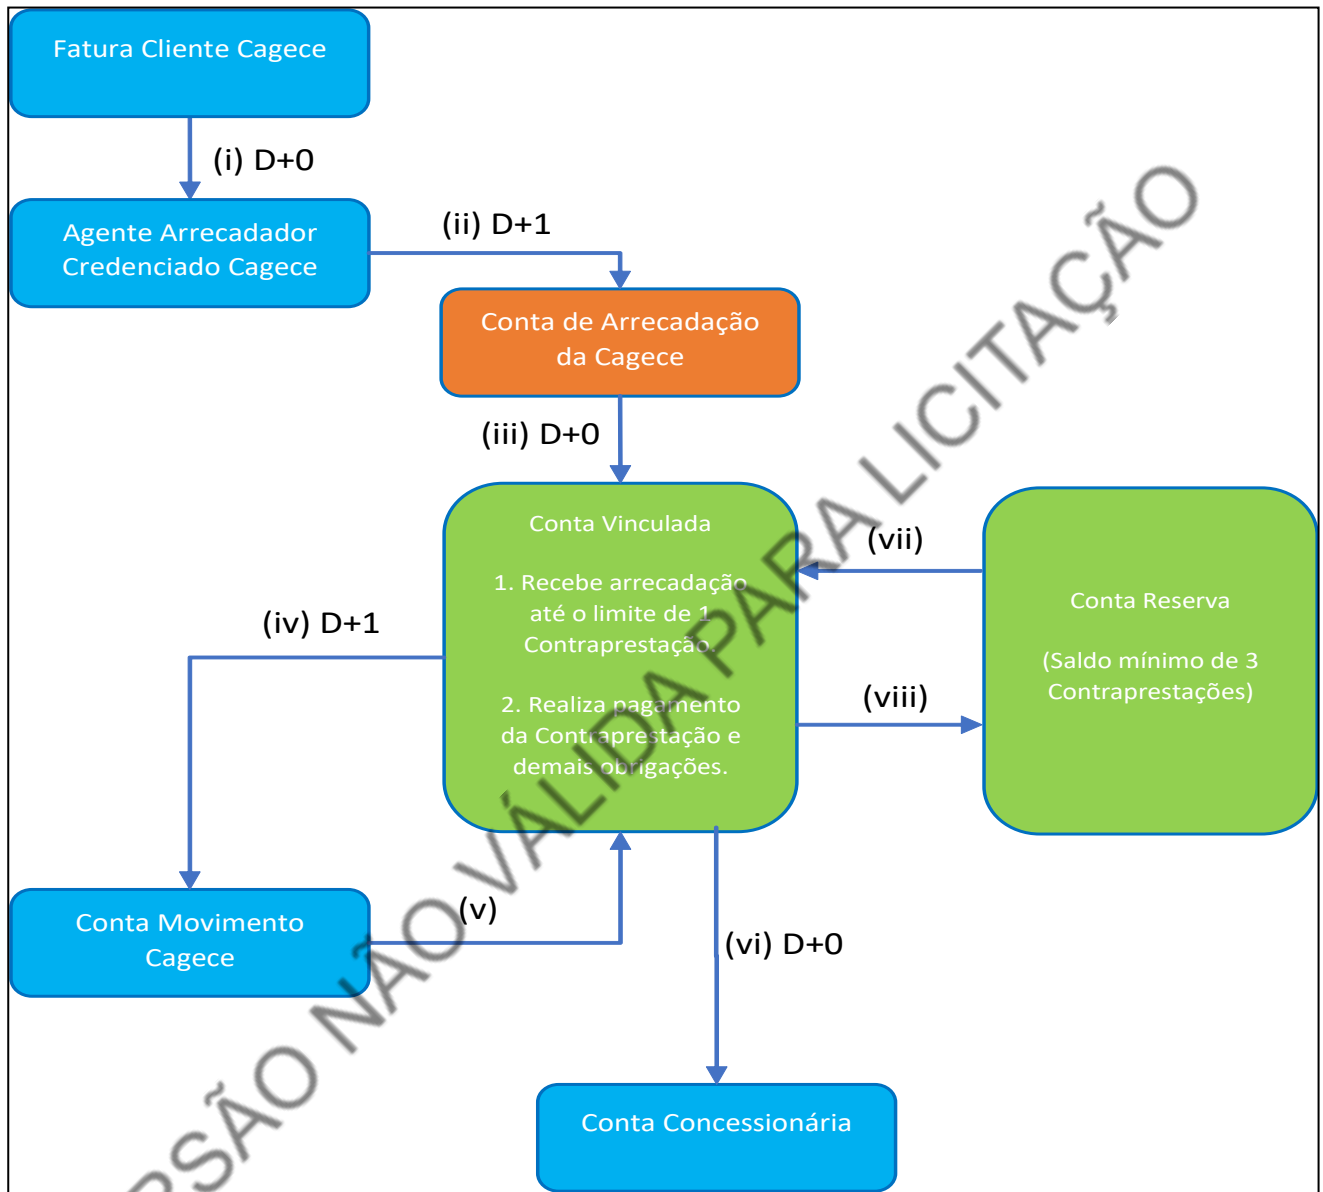 Fatura Cliente Cagece
(i) D+0
Agente Arrecadador
Credenciado Cagece
(ii) D+1
Conta de Arrecadação
da Cagece
(iii) D+0
Conta Vinculada
1. Recebe arrecadação
até o limite de 1
Contraprestação.
2. Realiza pagamento
da Contraprestação e
demais obrigações.
(vii)
(viii)
Conta Reserva
(Saldo mínimo de 3
Contraprestações)
(iv) D+1
Conta Movimento
Cagece
(v)
(vi) D+0
Conta Concessionária
RSÃO NÃO VÁLIDA PARA LICITAÇÃO